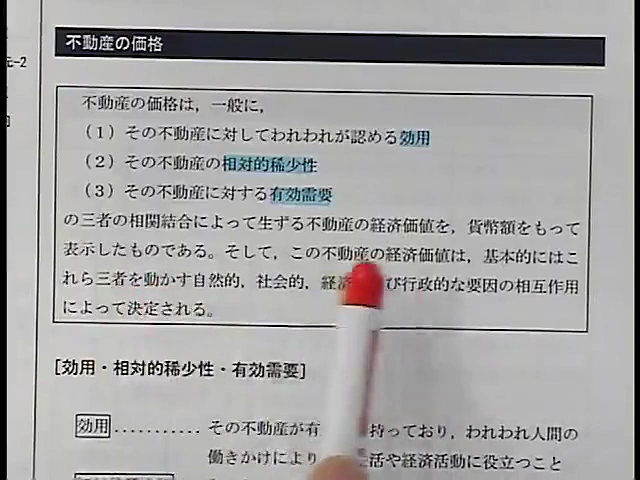 元-2
不動産の価格
不動産の価格は，一般に，
（1）その不動産に対してわれわれが認める効用
（2）その不動産の相対的稀少性
（3）その不動産に対する有効需要
の三者の相関結合によって生ずる不動産の経済価値を，貨幣額をもって
表示したものである。そして，この不動産の経済価値は，基本的にはこ
れら三者を動かす自然的，社会的，経済 び行政的な要因の相互作用
によって決定される。
[効用・相対的稀少性・有効需要]
効用 ........... その不動産が有 持っており，われわれ人間の
働きかけにより 活や経済活動に役立つこと